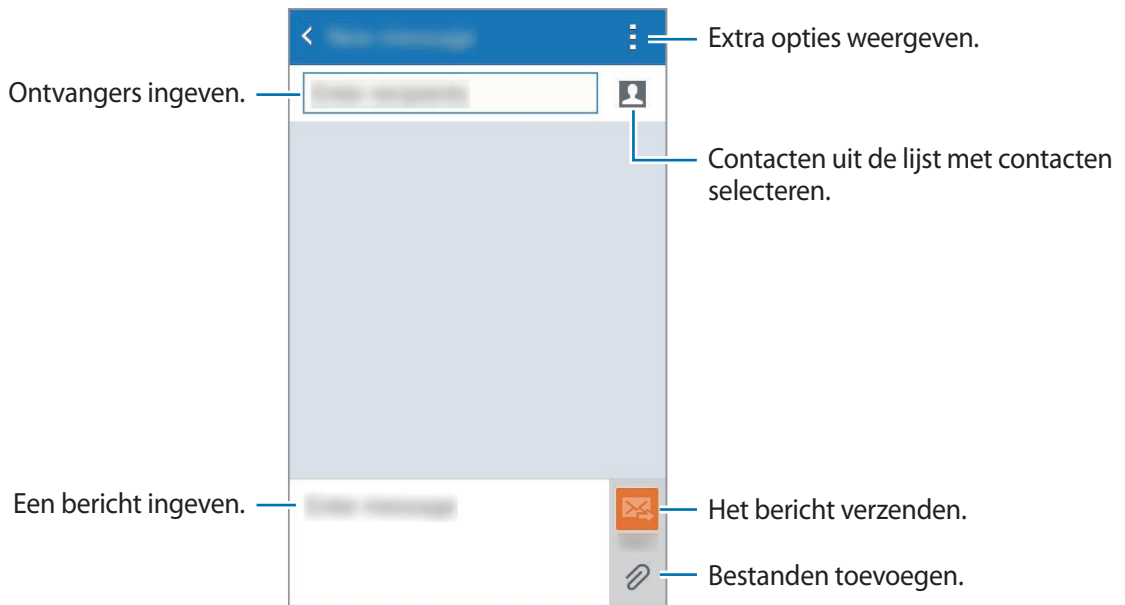 Extra opties weergeven.
Ontvangers ingeven.
Contacten uit de lijst met contacten
selecteren.
Een bericht ingeven.
Het bericht verzenden.
Bestanden toevoegen.